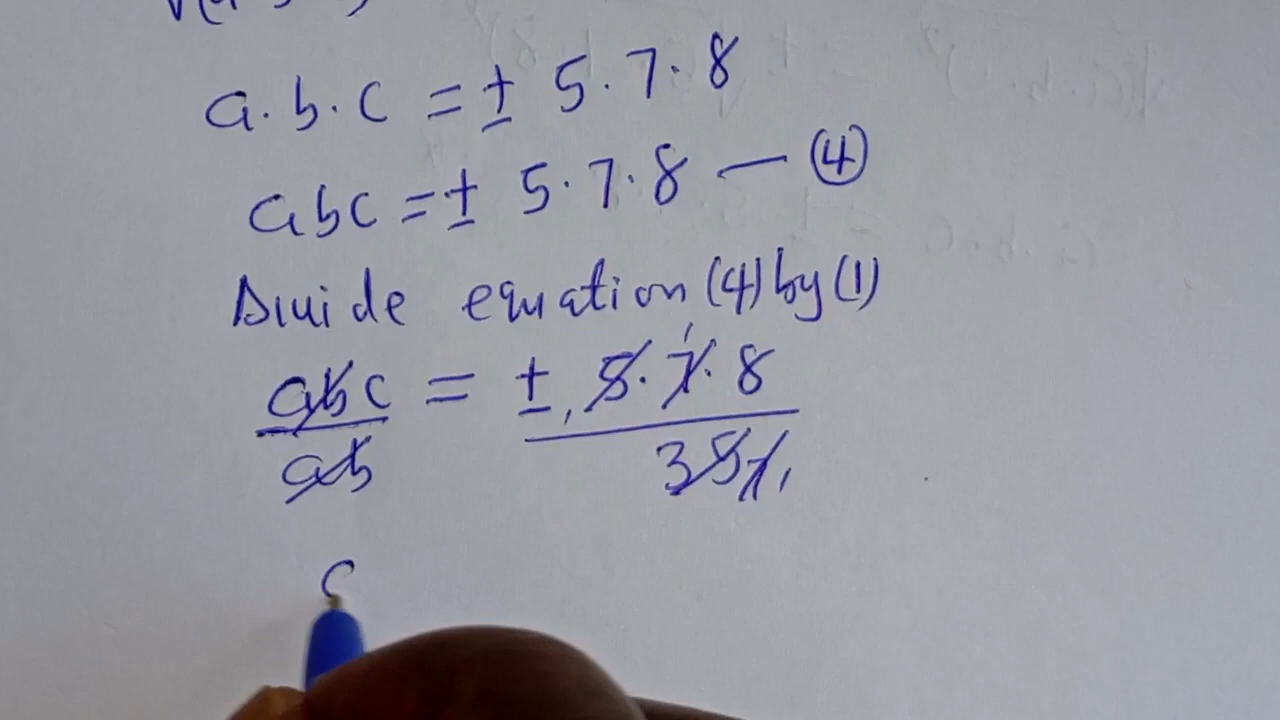 a.b.c = ± 5.7.8
abc = ± 5.7.8 — ④
Divide equation (4) by (1)
abc/ab = ± 5.7.8/35
c